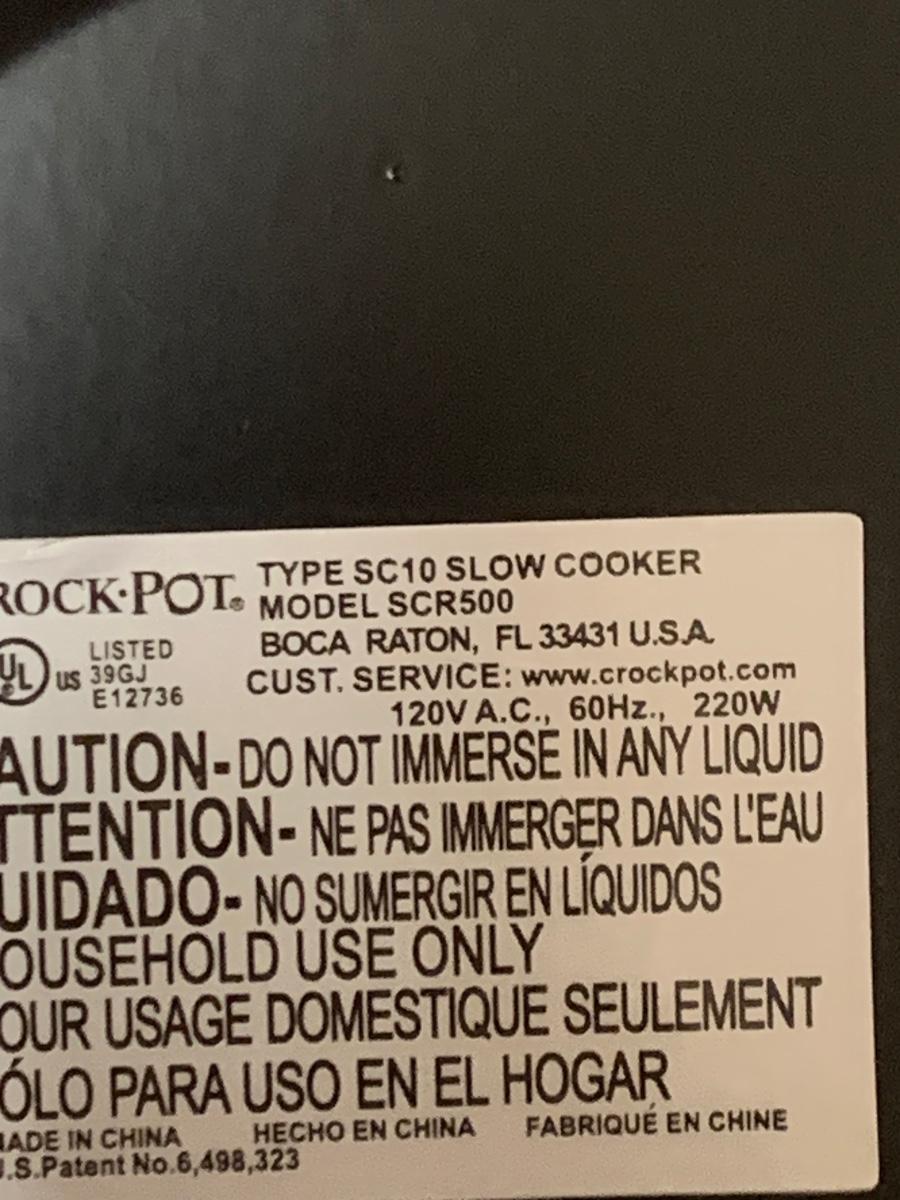 ROCK·POT® TYPE SC10 SLOW COOKER
MODEL SCR500
BOCA RATON, FL 33431 U.S.A.
CUST. SERVICE: www.crockpot.com
120V A.C., 60Hz., 220W
UL® US LISTED
39GJ
E12736
AUTION-DO NOT IMMERSE IN ANY LIQUID
TTENTION- NE PAS IMMERGER DANS L'EAU
UIDADO- NO SUMERGIR EN LÍQUIDOS
OUSEHOLD USE ONLY
OUR USAGE DOMESTIQUE SEULEMENT
ÓLO PARA USO EN EL HOGAR
MADE IN CHINA HECHO EN CHINA FABRIQUÉ EN CHINE
U.S.Patent No.6,498,323